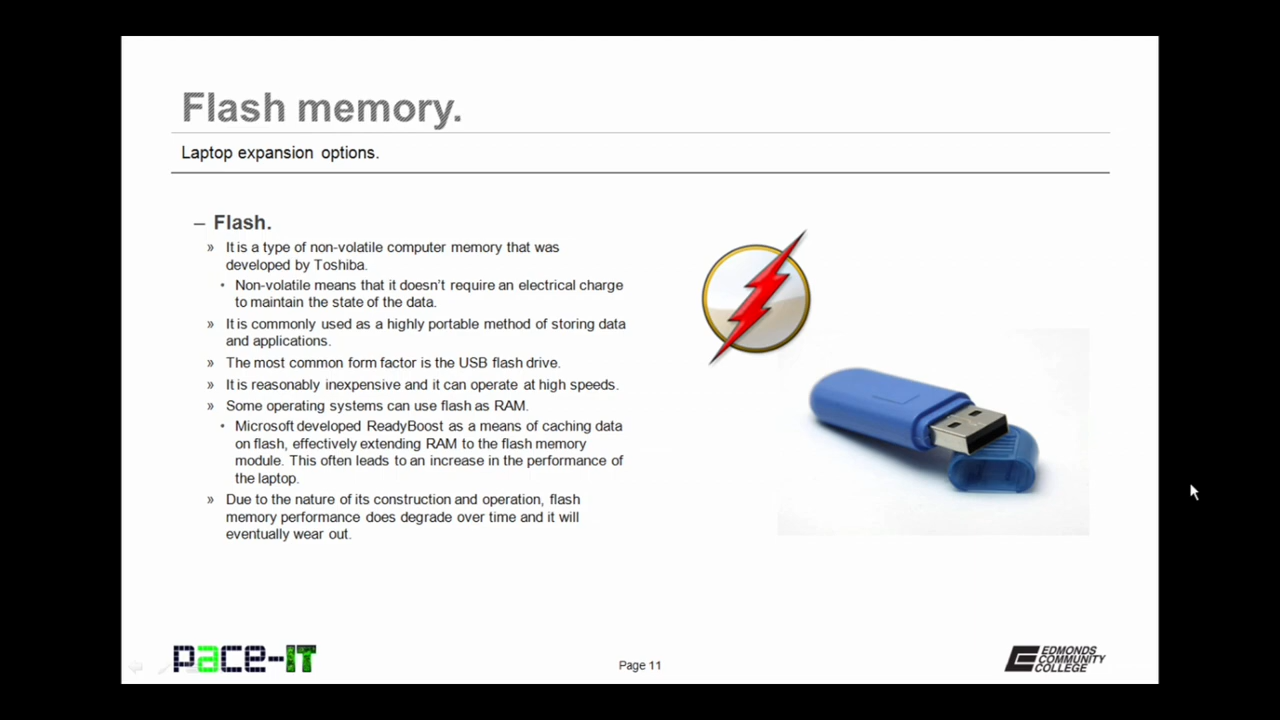 Flash memory.
Laptop expansion options.
– Flash.
» It is a type of non-volatile computer memory that was
developed by Toshiba.
• Non-volatile means that it doesn't require an electrical charge
to maintain the state of the data.
» It is commonly used as a highly portable method of storing data
and applications.
» The most common form factor is the USB flash drive.
» It is reasonably inexpensive and it can operate at high speeds.
» Some operating systems can use flash as RAM.
• Microsoft developed ReadyBoost as a means of caching data
on flash, effectively extending RAM to the flash memory
module. This often leads to an increase in the performance of
the laptop.
» Due to the nature of its construction and operation, flash
memory performance does degrade over time and it will
eventually wear out.
pace-IT
Page 11
EDMONDS
COMMUNITY
COLLEGE